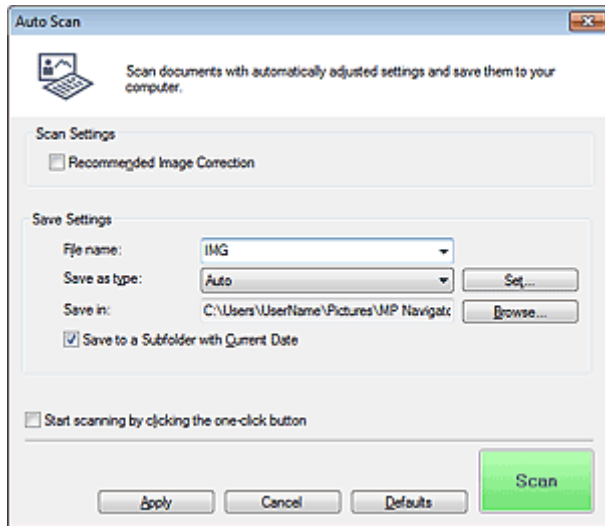 Auto Scan
Scan documents with automatically adjusted settings and save them to your
computer.
Scan Settings
Recommended Image Correction
Save Settings
File name:
IMG
Save as type:
Auto
Set...
Save in:
C:\Users\UserName\Pictures\MP Navigatc
Browse...
Save to a Subfolder with Current Date
Start scanning by clicking the one-click button
Scan
Apply
Cancel
Defaults